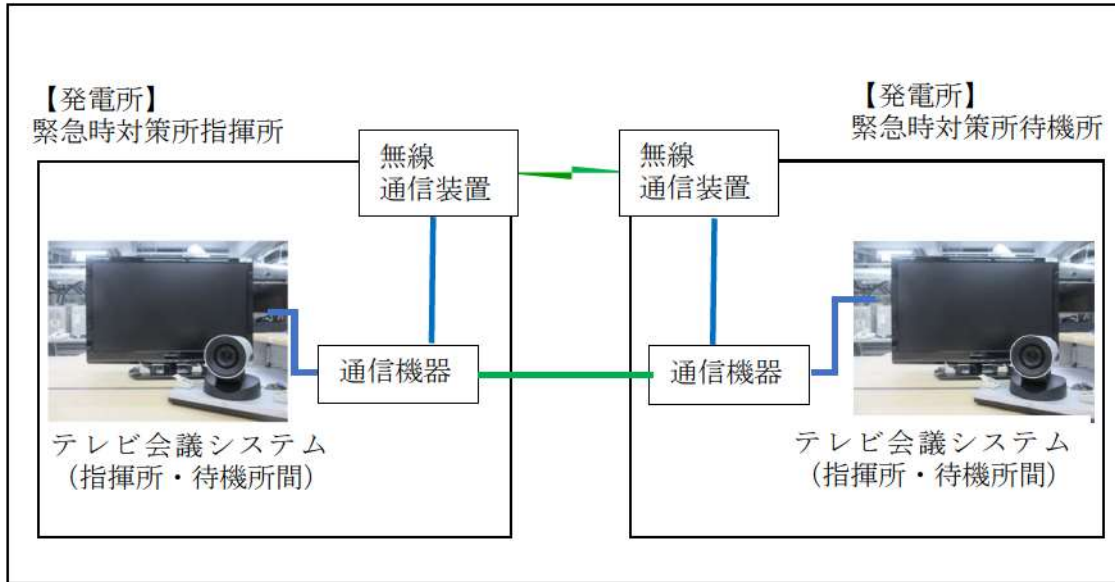 【発電所】
緊急時対策所指揮所
【発電所】
緊急時対策所待機所
無線
通信装置
無線
通信装置
通信機器
通信機器
テレビ会議システム
（指揮所・待機所間）
テレビ会議システム
（指揮所・待機所間）